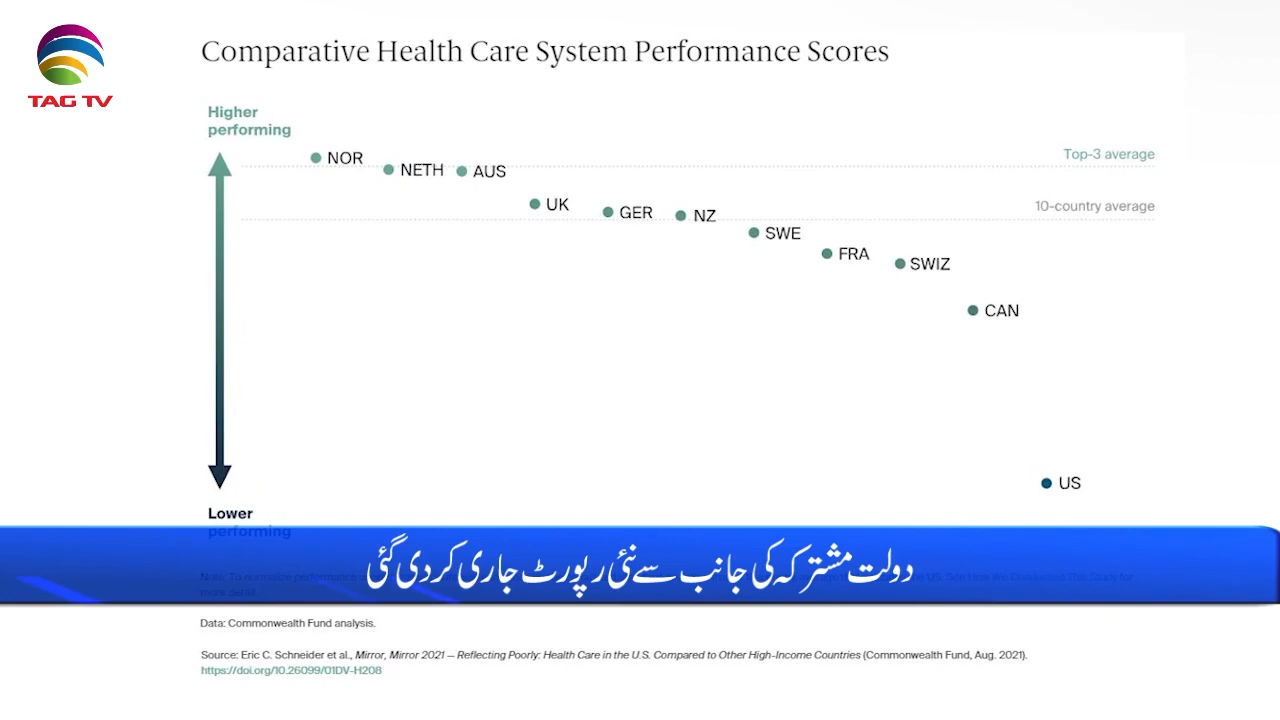 TAG TV
Comparative Health Care System Performance Scores
Higher
performing
NOR
NETH
AUS
Top-3 average
UK
GER
NZ
10-country average
SWE
FRA
SWIZ
CAN
US
Lower
performing
دولت مشترکہ کی جانب سے نئی رپورٹ جاری کردی گئی
Data: Commonwealth Fund analysis.
Source: Eric C. Schneider et al., Mirror, Mirror 2021 — Reflecting Poorly: Health Care in the U.S. Compared to Other High-Income Countries (Commonwealth Fund, Aug. 2021).
https://doi.org/10.26099/01DV-H208